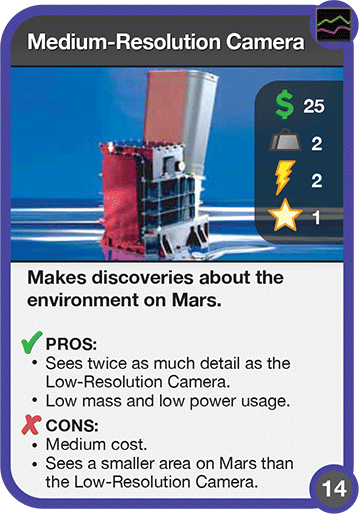 Medium-Resolution Camera
$ 25
2
2
1
Makes discoveries about the
environment on Mars.
PROS:
• Sees twice as much detail as the
Low-Resolution Camera.
• Low mass and low power usage.
CONS:
• Medium cost.
• Sees a smaller area on Mars than
the Low-Resolution Camera.
14